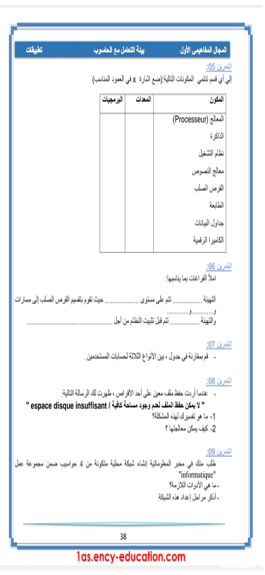 المجال المفاهيمي الأول بيئة التعامل مع الحاسوب تطبيقات
التمرين 05:
إلى أي قسم تنتمي المكونات التالية:(ضع اشارة x في العمود المناسب)
المكون المعدات البرمجيات
المعالج (Processeur)
الذاكرة
نظام التشغيل
معالج النصوص
القرص الصلب
الطابعة
جداول البيانات
الكاميرا الرقمية
التمرين 06:
املأ الفراغات بما يناسبها:
التهيئة ................ تتم على مستوى ................ حيث تقوم بتقسيم القرص الصلب إلى مسارات
و................و................
والتهيئة ................ تتم قبل تثبيت النظام من أجل ................................
التمرين 07:
- قم بمقارنة في جدول ، بين الأنواع الثلاثة لحسابات المستخدمين .
التمرين 08:
- عندما أردت حفظ ملف معين على أحد الأقراص ، ظهرت لك الرسالة التالية:
" لا يمكن حفظ الملف لعدم وجود مساحة كافية / espace disque insuffisant "
1- ما هو تفسيرك لهذه المشكلة؟
2- كيف يمكن معالجتها ؟
التمرين 09:
طلب منك في مخبر المعلوماتية إنشاء شبكة محلية متكونة من 4 حواسيب ضمن مجموعة عمل
"informatique"
- ما هي الأدوات اللازمة؟
- أذكر مراحل إعداد هذه الشبكة.
38
1as.ency-education.com